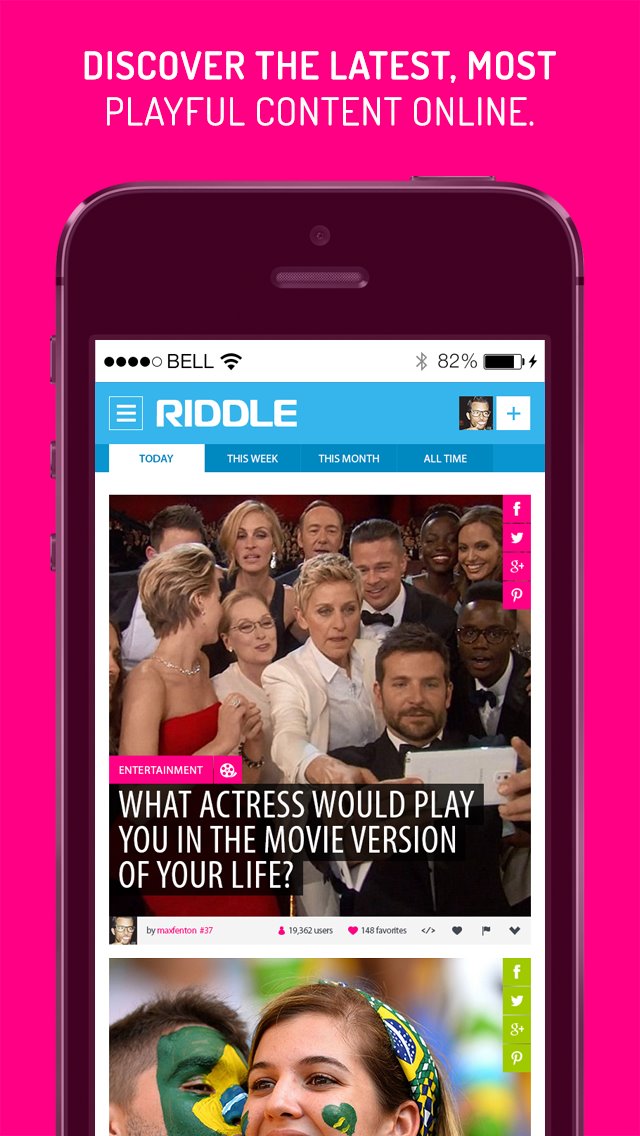 DISCOVER THE LATEST, MOST
PLAYFUL CONTENT ONLINE.
BELL 82%
RIDDLE +
TODAY THIS WEEK THIS MONTH ALL TIME
f
g+
ENTERTAINMENT
WHAT ACTRESS WOULD PLAY
YOU IN THE MOVIE VERSION
OF YOUR LIFE?
by maxfenton #37 19,362 users 148 favorites </>
f
g+